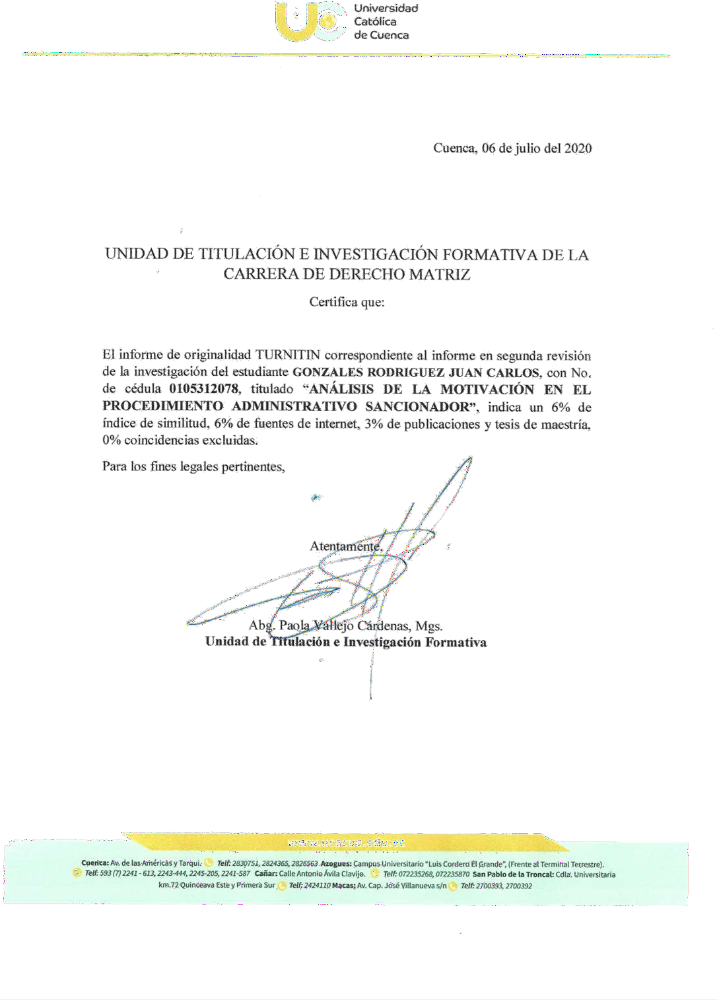 Universidad
Católica
de Cuenca
Cuenca, 06 de julio del 2020
UNIDAD DE TITULACIÓN E INVESTIGACIÓN FORMATIVA DE LA
CARRERA DE DERECHO MATRIZ
Certifica que:
El informe de originalidad TURNITIN correspondiente al informe en segunda revisión
de la investigación del estudiante GONZALES RODRIGUEZ JUAN CARLOS, con No.
de cédula 0105312078, titulado “ANÁLISIS DE LA MOTIVACIÓN EN EL
PROCEDIMIENTO ADMINISTRATIVO SANCIONADOR”, indica un 6% de
índice de similitud, 6% de fuentes de internet, 3% de publicaciones y tesis de maestría,
0% coincidencias excluidas.
Para los fines legales pertinentes,
Atentamente,
Abg. Paola Vallejo Cárdenas, Mgs.
Unidad de Titulación e Investigación Formativa
Cuenca: Av. de las Américas y Tarqui. Telf: 2830751, 2824365, 2826563 Azogues: Campus Universitario “Luis Cordero El Grande”, (Frente al Terminal Terrestre).
Telf: 593 (7) 2241 - 613, 2243-444, 2245-205, 2241-587 Cañar: Calle Antonio Ávila Clavijo. Telf: 072235268, 072235870 San Pablo de la Troncal: Cdla. Universitaria
km.72 Quinceava Este y Primera Sur Telf: 2424110 Macas: Av. Cap. José Villanueva s/n Telf: 2700393, 2700392